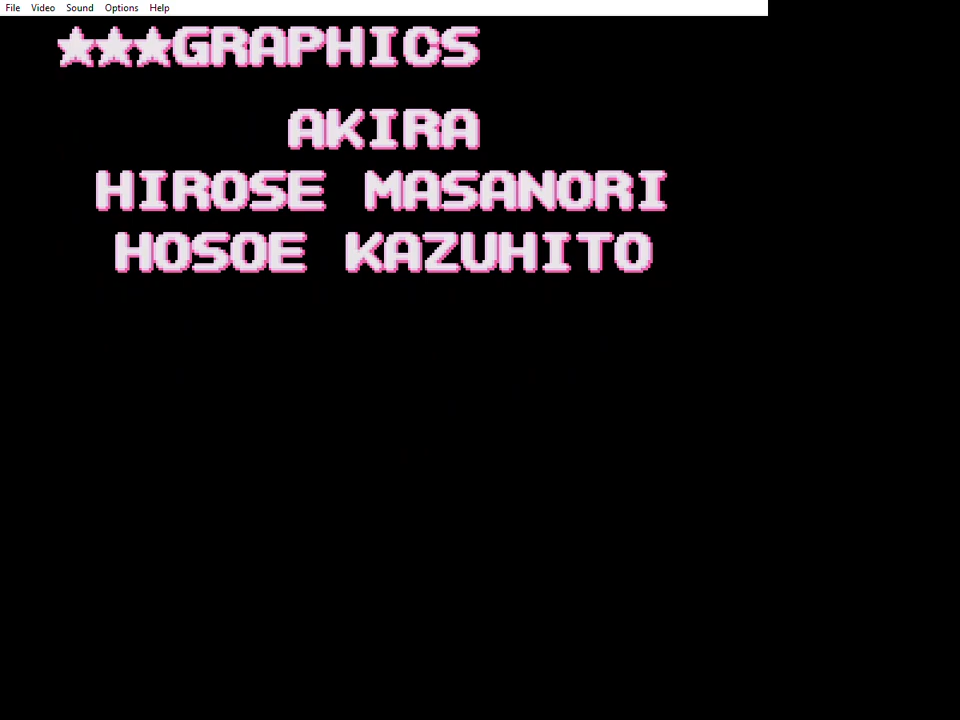 File Video Sound Options Help
★★★GRAPHICS
AKIRA
HIROSE MASANORI
HOSOE KAZUHITO